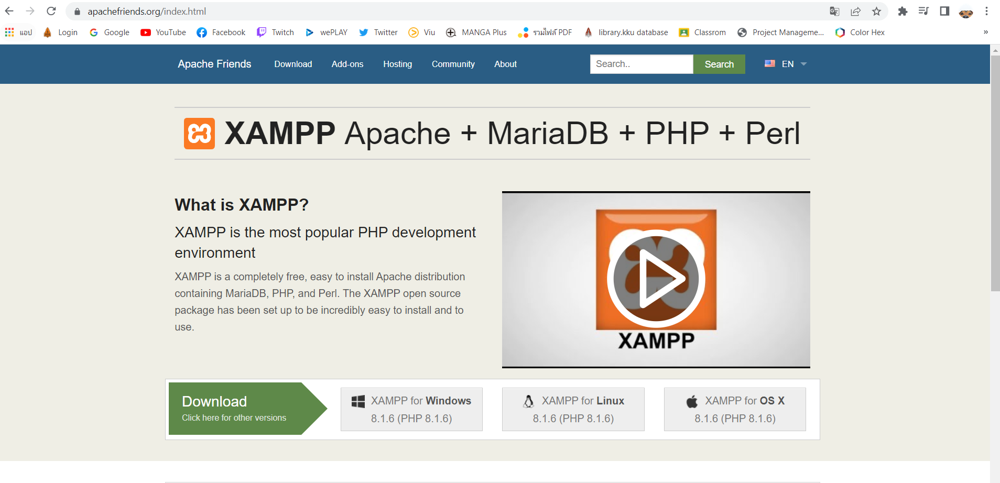 apachefriends.org/index.html
แอป Login Google YouTube Facebook Twitch wePLAY Twitter Viu MANGA Plus รวมไฟล์ PDF library.kku database Classrom Project Manageme... Color Hex »
Apache Friends Download Add-ons Hosting Community About Search.. Search EN
XAMPP Apache + MariaDB + PHP + Perl
What is XAMPP?
XAMPP is the most popular PHP development
environment
XAMPP is a completely free, easy to install Apache distribution
containing MariaDB, PHP, and Perl. The XAMPP open source
package has been set up to be incredibly easy to install and to
use.
XAMPP
Download
Click here for other versions
XAMPP for Windows
8.1.6 (PHP 8.1.6)
XAMPP for Linux
8.1.6 (PHP 8.1.6)
XAMPP for OS X
8.1.6 (PHP 8.1.6)